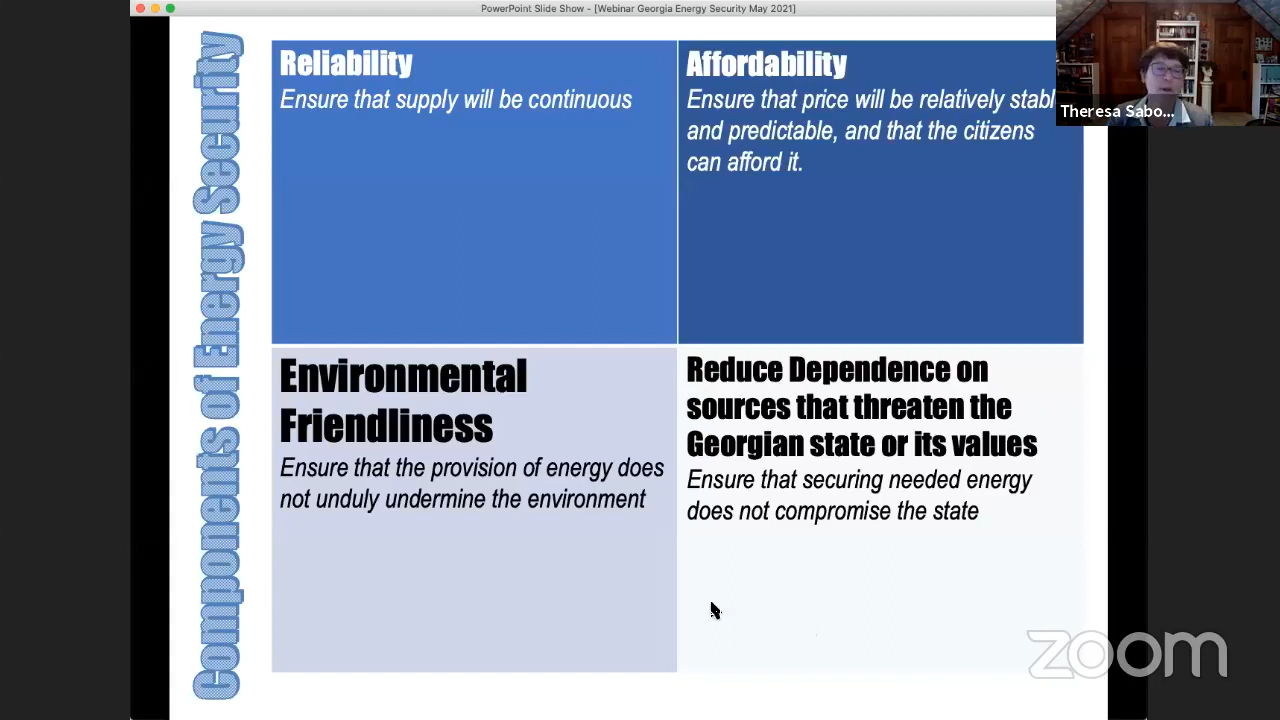 PowerPoint Slide Show - [Webinar Georgia Energy Security May 2021]
Components of Energy Security
Reliability
Ensure that supply will be continuous
Affordability
Ensure that price will be relatively stabl
and predictable, and that the citizens
can afford it.
Theresa Sabo...
Environmental
Friendliness
Ensure that the provision of energy does
not unduly undermine the environment
Reduce Dependence on
sources that threaten the
Georgian state or its values
Ensure that securing needed energy
does not compromise the state
zoom